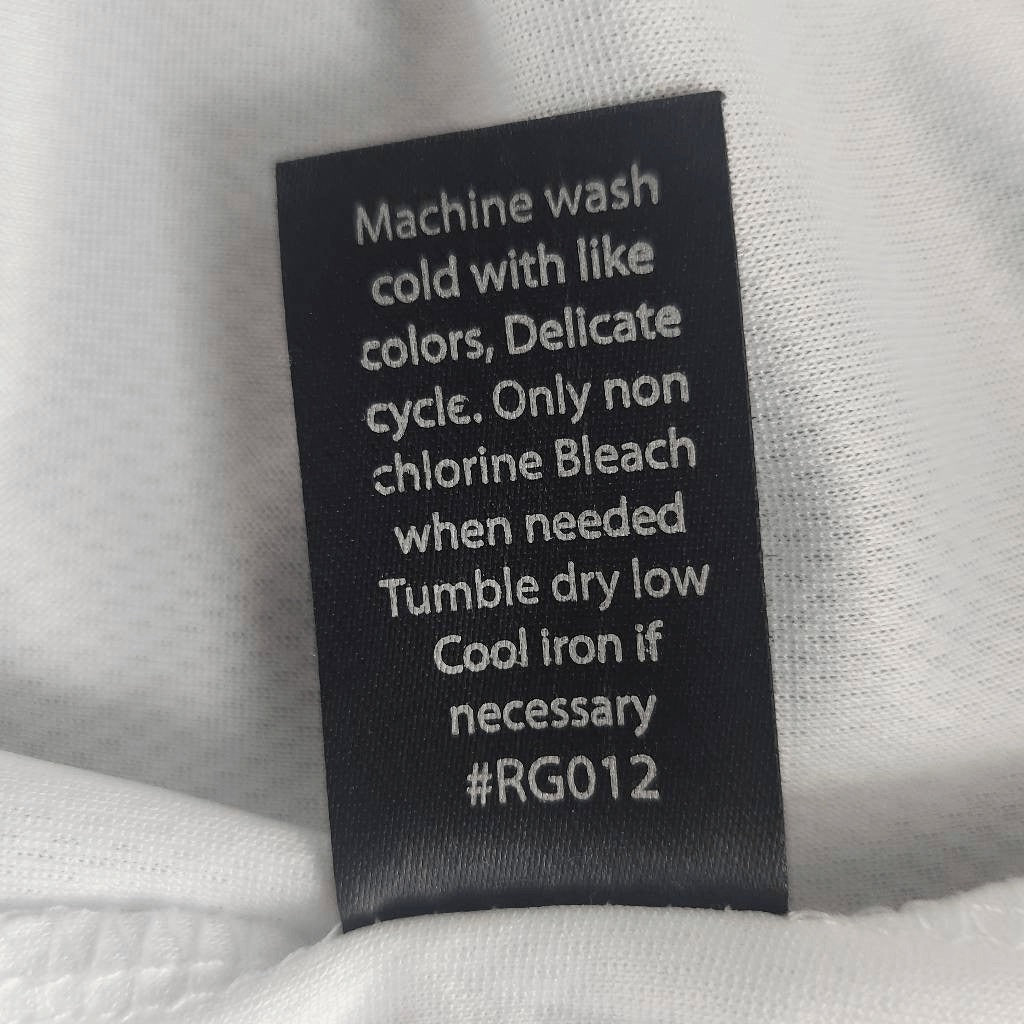 Machine wash
cold with like
colors, Delicate
cycle. Only non
chlorine Bleach
when needed
Tumble dry low
Cool iron if
necessary
#RG012